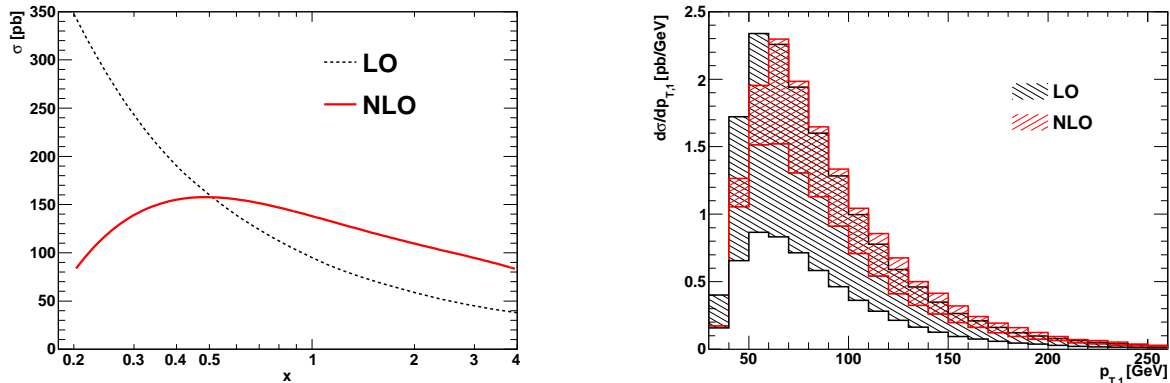 σ [pb]
350
300
250
200
150
100
50
0
LO
NLO
0.2 0.3 0.4 0.5 1 2 3 4
x
dσ/dp_{T,1} [pb/GeV]
2.5
2
1.5
1
0.5
0
LO
NLO
50 100 150 200 250
p_{T,1} [GeV]